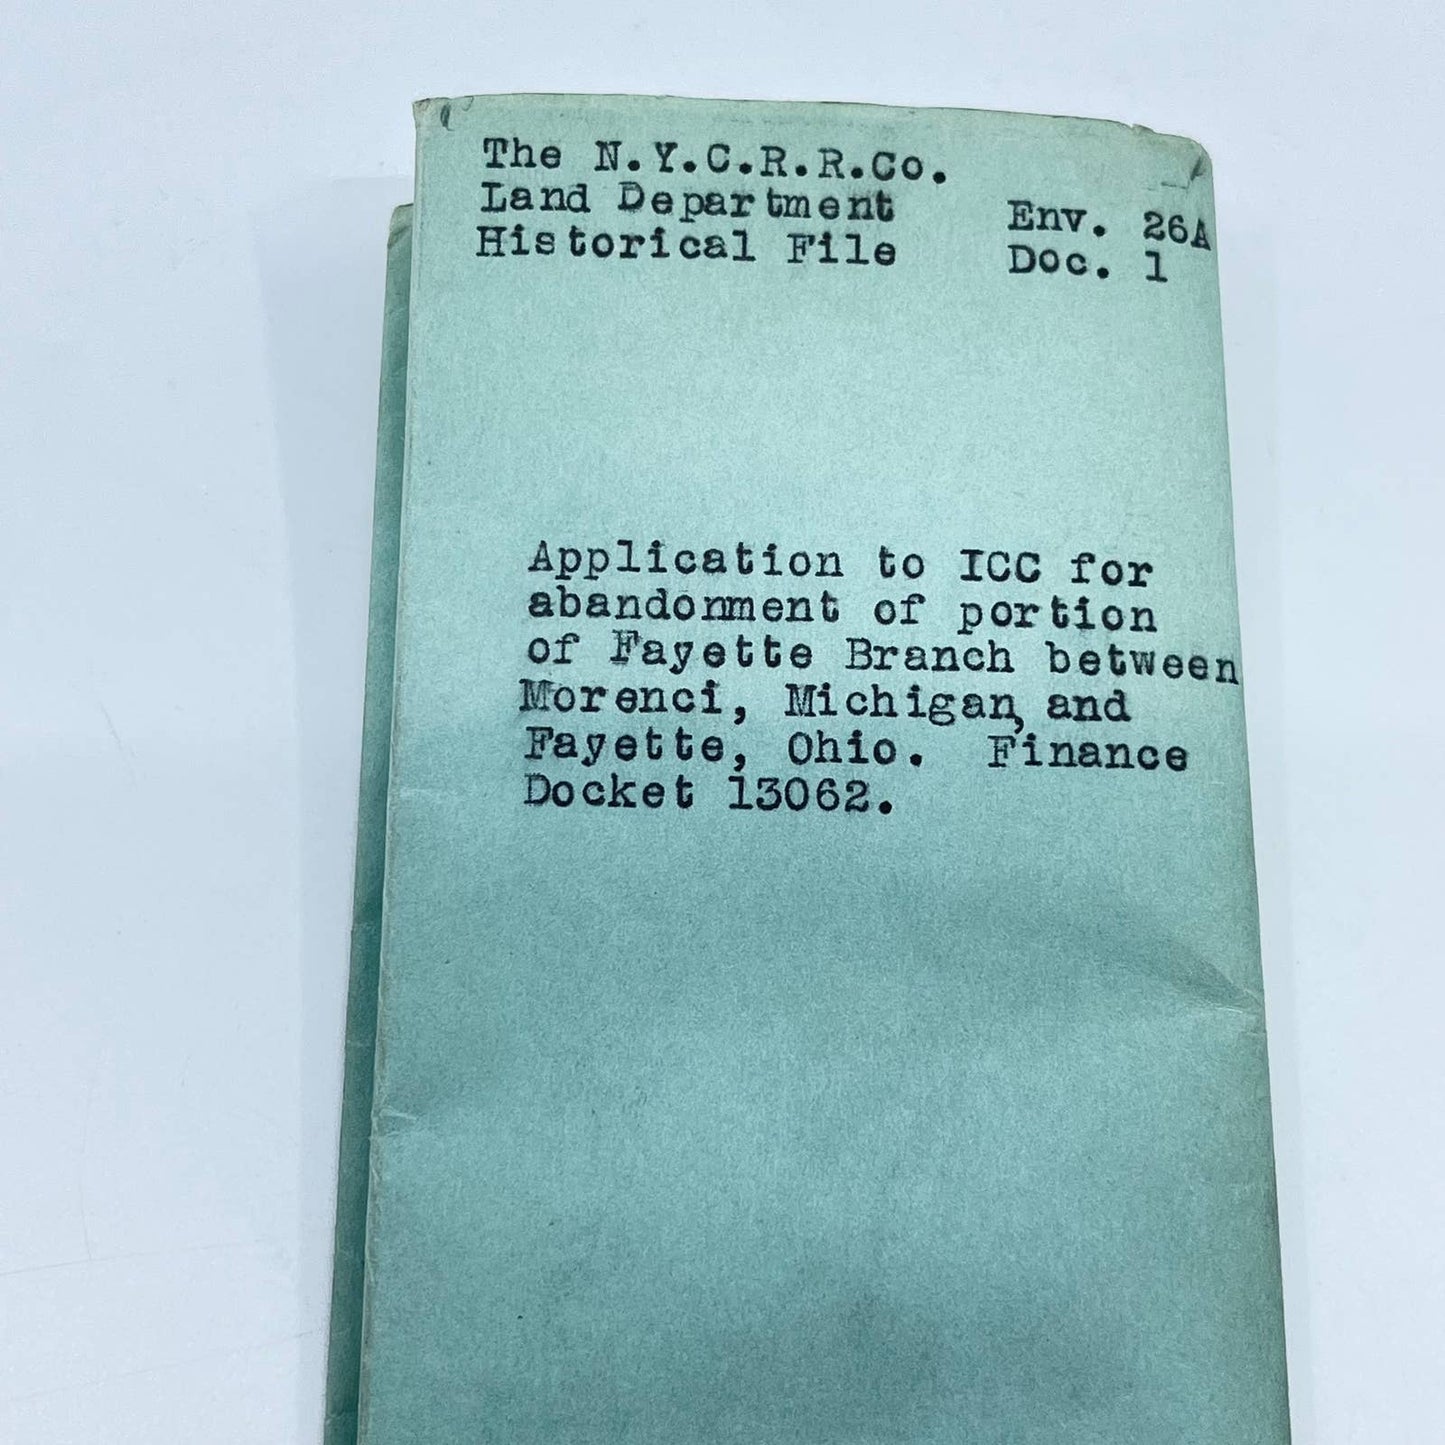 The N.Y.C.R.R.Co.
Land Department Env. 26A
Historical File Doc. 1
Application to ICC for
abandonment of portion
of Fayette Branch between
Morenci, Michigan, and
Fayette, Ohio. Finance
Docket 13062.